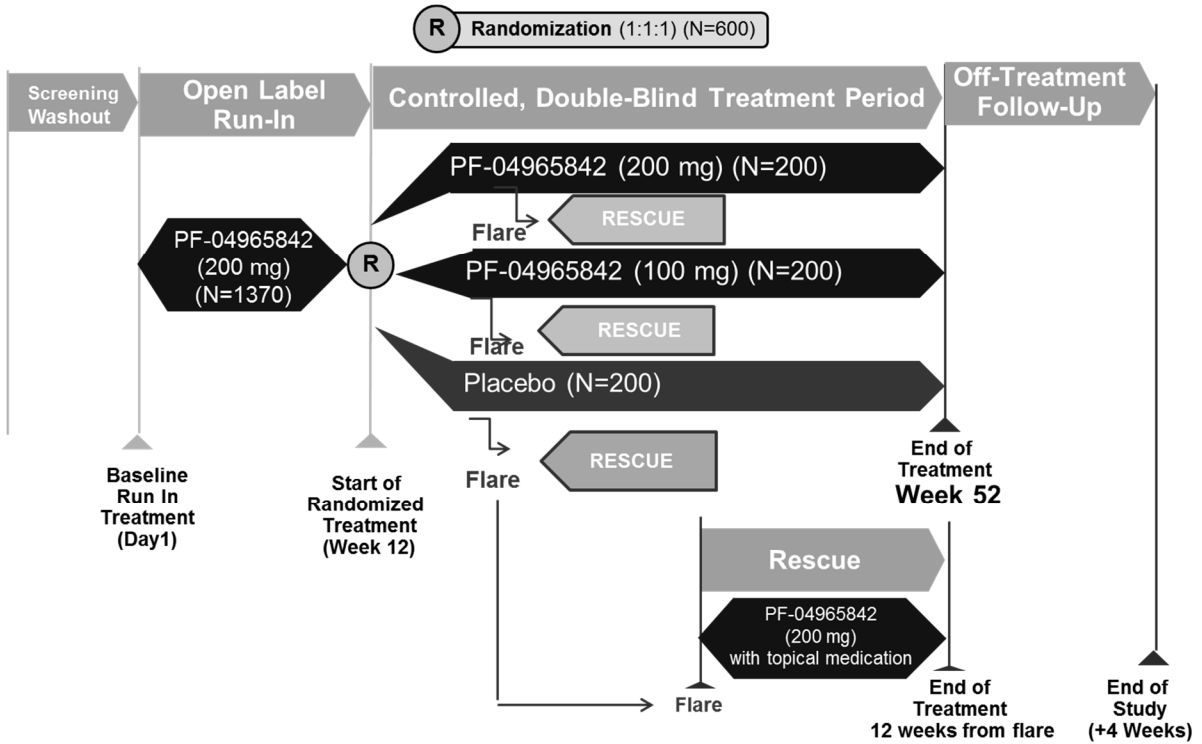 R
Randomization (1:1:1) (N=600)
Screening
Washout
Open Label
Run-In
Controlled, Double-Blind Treatment Period
Off-Treatment
Follow-Up
PF-04965842 (200 mg) (N=200)
Flare
RESCUE
PF-04965842
(200 mg)
(N=1370)
R
PF-04965842 (100 mg) (N=200)
Flare
RESCUE
Placebo (N=200)
Flare
RESCUE
Baseline
Run In
Treatment
(Day1)
Start of
Randomized
Treatment
(Week 12)
End of
Treatment
Week 52
Rescue
PF-04965842
(200 mg)
with topical medication
Flare
End of
Treatment
12 weeks from flare
End of
Study
(+4 Weeks)